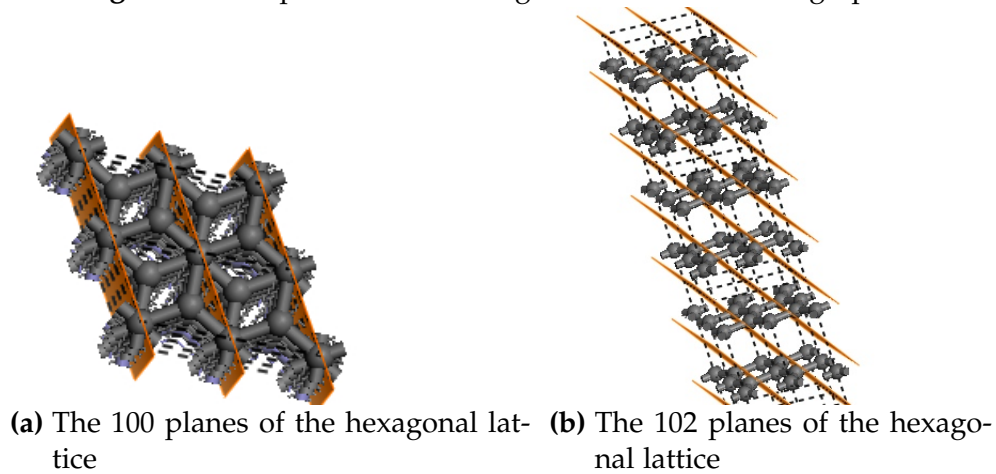 (a) The 100 planes of the hexagonal lat-
tice
(b) The 102 planes of the hexago-
nal lattice